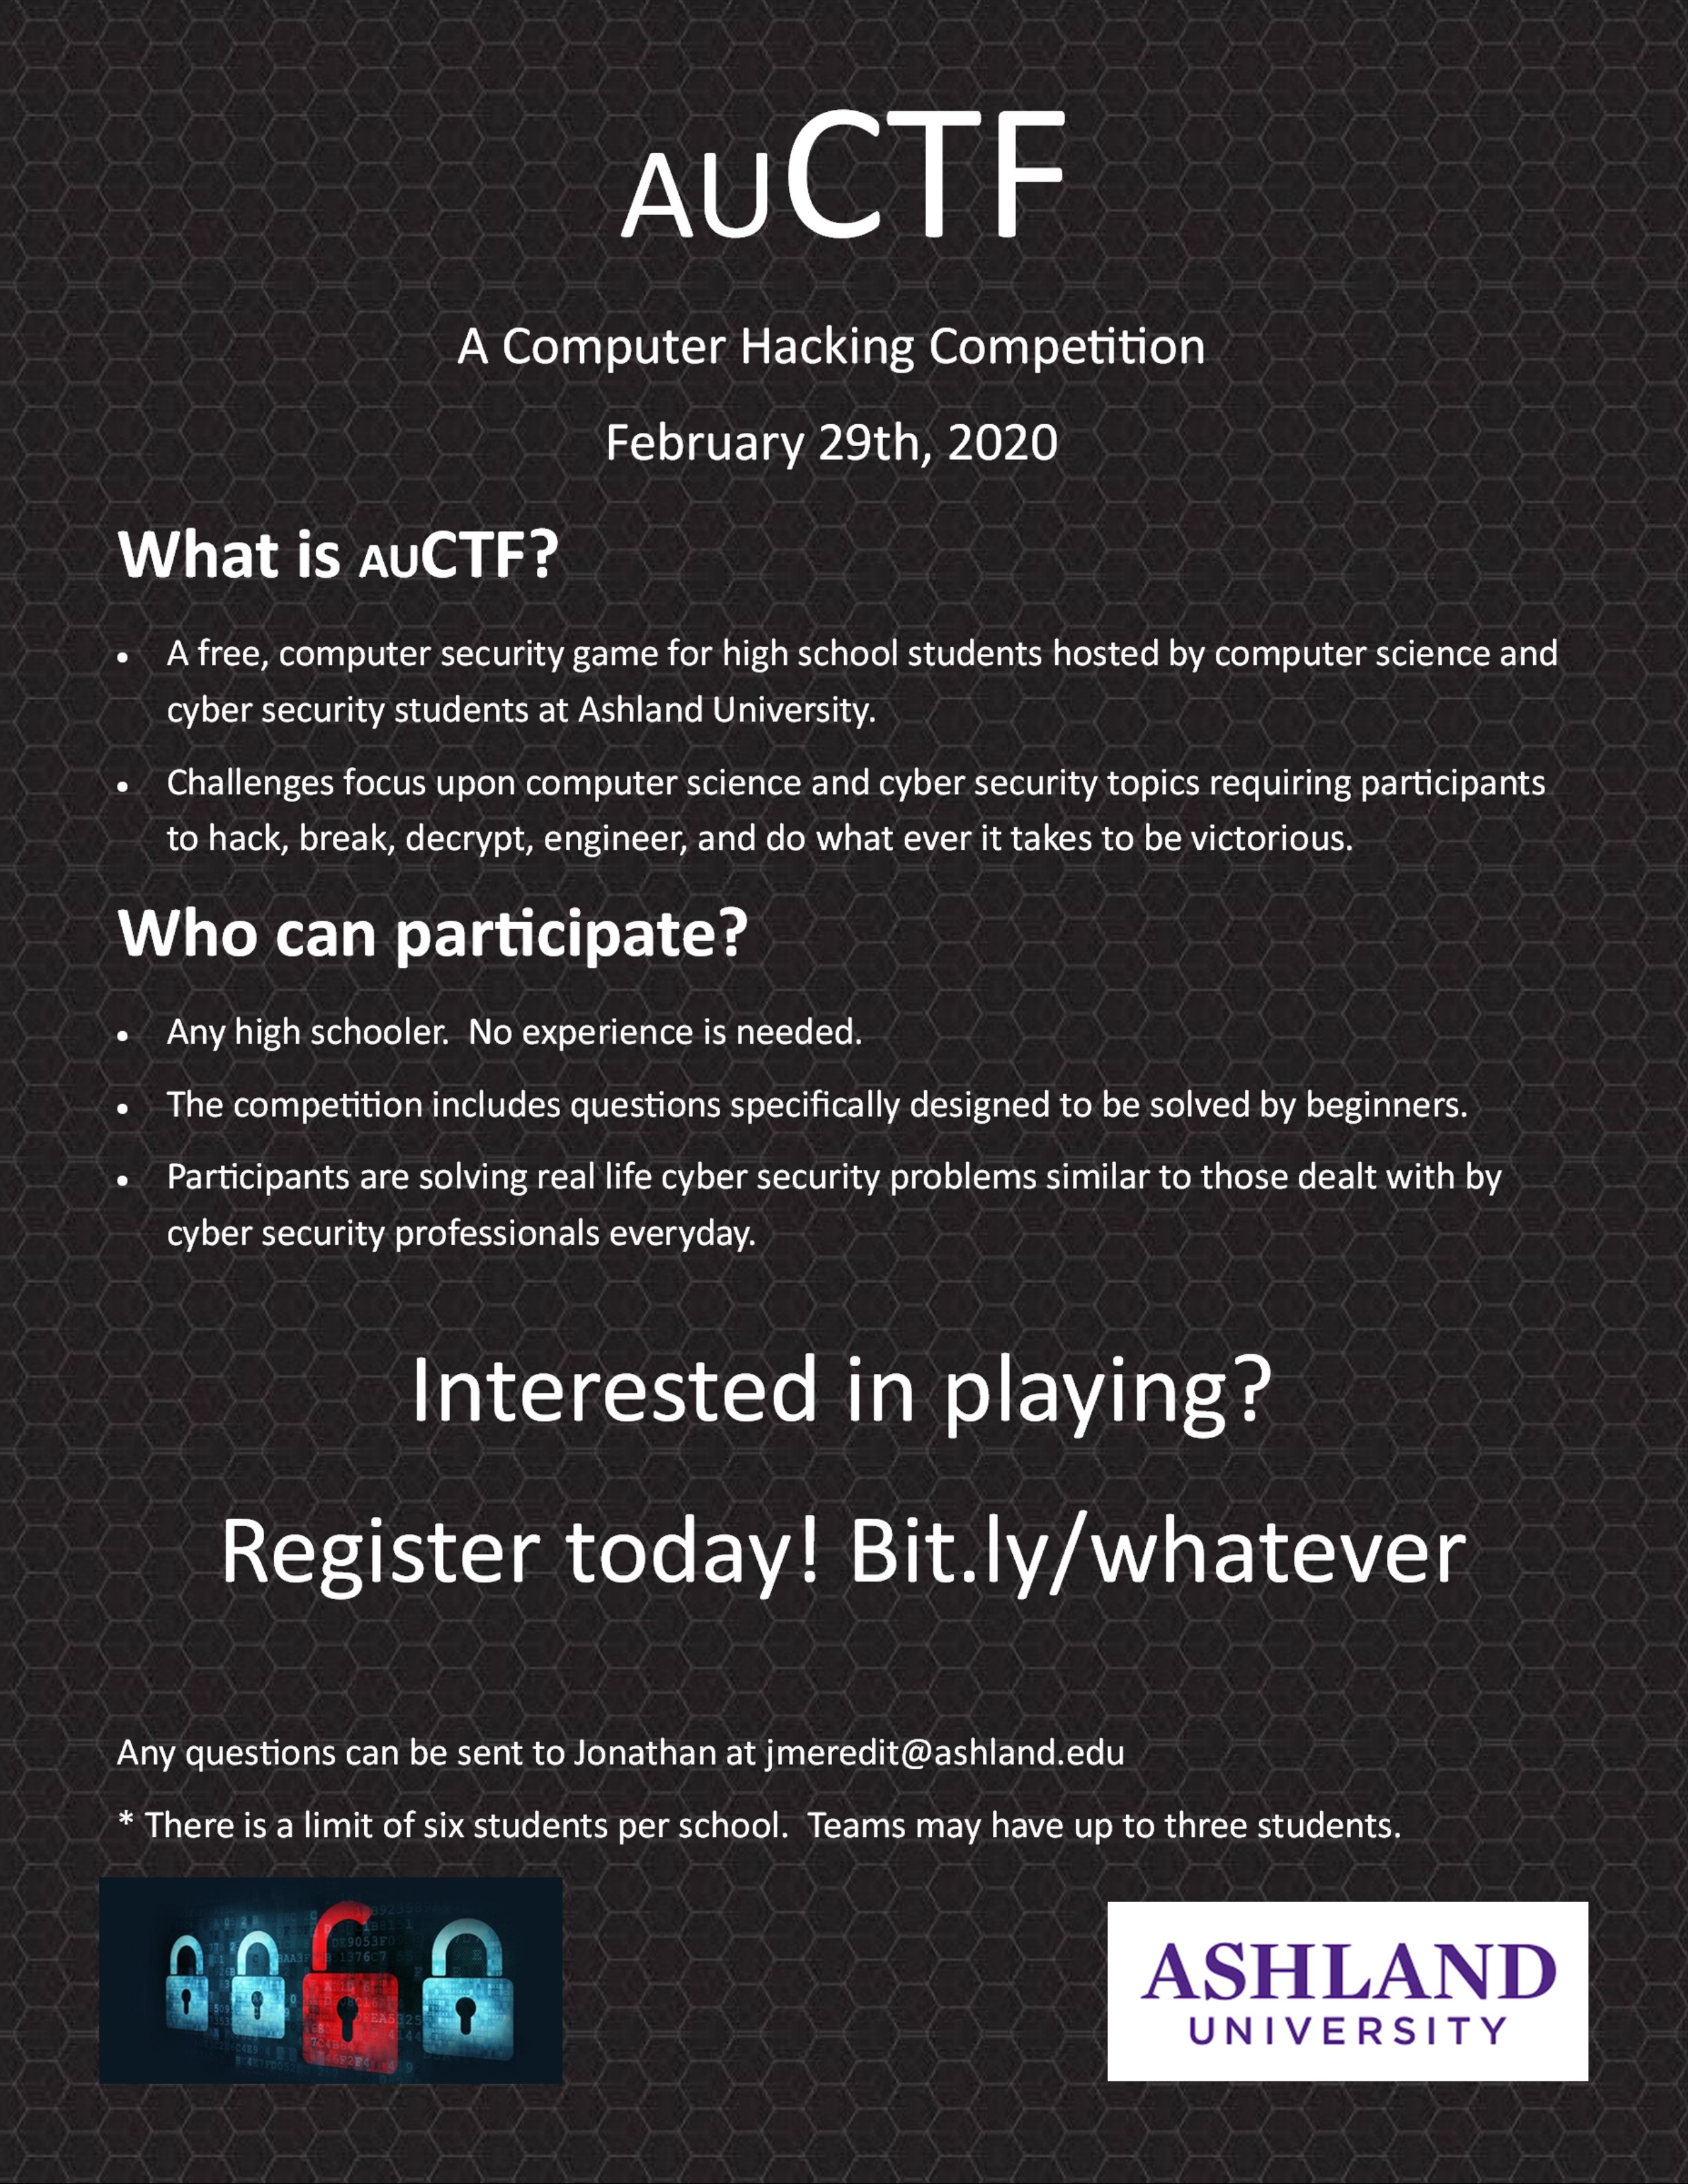 AUCTF
A Computer Hacking Competition
February 29th, 2020
What is AUCTF?
• A free, computer security game for high school students hosted by computer science and
cyber security students at Ashland University.
• Challenges focus upon computer science and cyber security topics requiring participants
to hack, break, decrypt, engineer, and do what ever it takes to be victorious.
Who can participate?
• Any high schooler.  No experience is needed.
• The competition includes questions specifically designed to be solved by beginners.
• Participants are solving real life cyber security problems similar to those dealt with by
cyber security professionals everyday.
Interested in playing?
Register today! Bit.ly/whatever
Any questions can be sent to Jonathan at jmeredit@ashland.edu
* There is a limit of six students per school.  Teams may have up to three students.
ASHLAND
UNIVERSITY